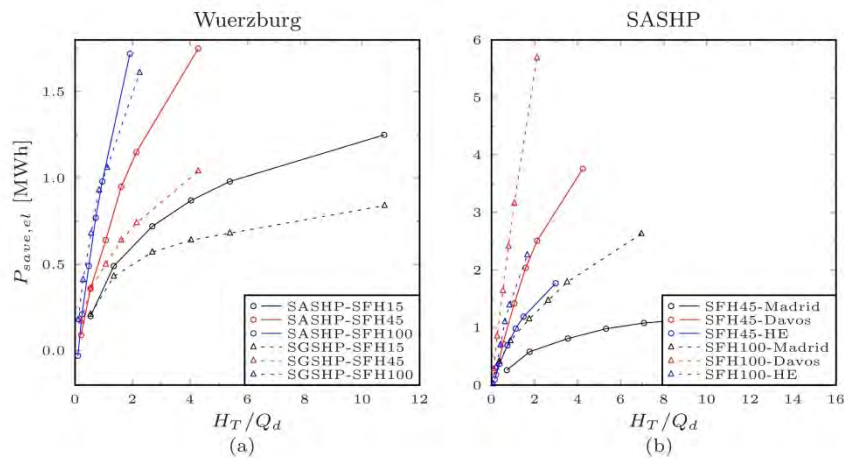 Wuerzburg
P_save,el [MWh]
1.5
1.0
0.5
0.0
SASHP-SFH15
SASHP-SFH45
SASHP-SFH100
SGSHP-SFH15
SGSHP-SFH45
SGSHP-SFH100
0 2 4 6 8 10 12
H_T/Q_d
(a)
SASHP
6
5
4
3
2
1
0
SFH45-Madrid
SFH45-Davos
SFH45-HE
SFH100-Madrid
SFH100-Davos
SFH100-HE
0 2 4 6 8 10 12 14 16
H_T/Q_d
(b)